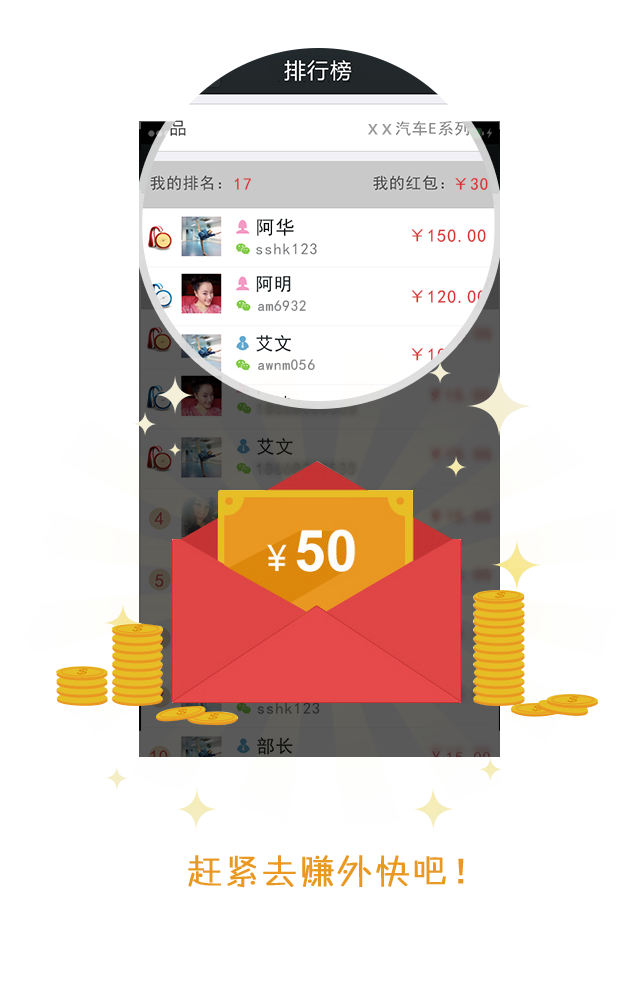 排行榜
品 XX汽车E系列
我的排名：17 我的红包：￥30
阿华
sshk123 ￥150.00
阿明
am6932 ￥120.00
艾文
awnm056
艾文
4
￥50
5
sshk123
10 部长 ￥15.00
赶紧去赚外快吧！